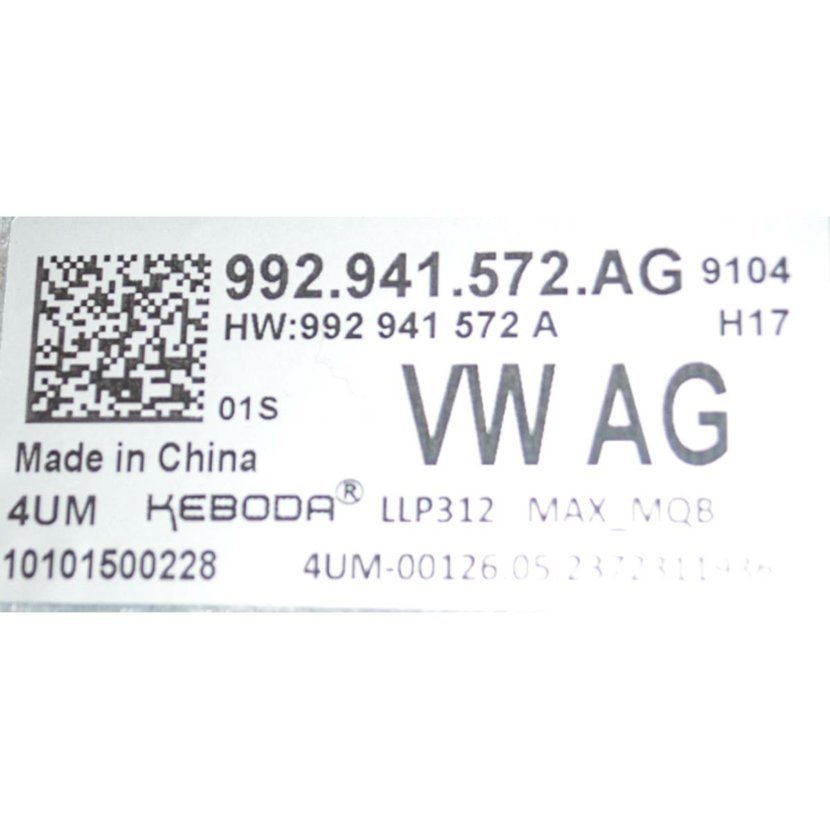 992.941.572.AG 9104
HW:992 941 572 A H17
01S VW AG
Made in China
4UM KEBODA® LLP312 MAX_MQB
10101500228 4UM-00126.05